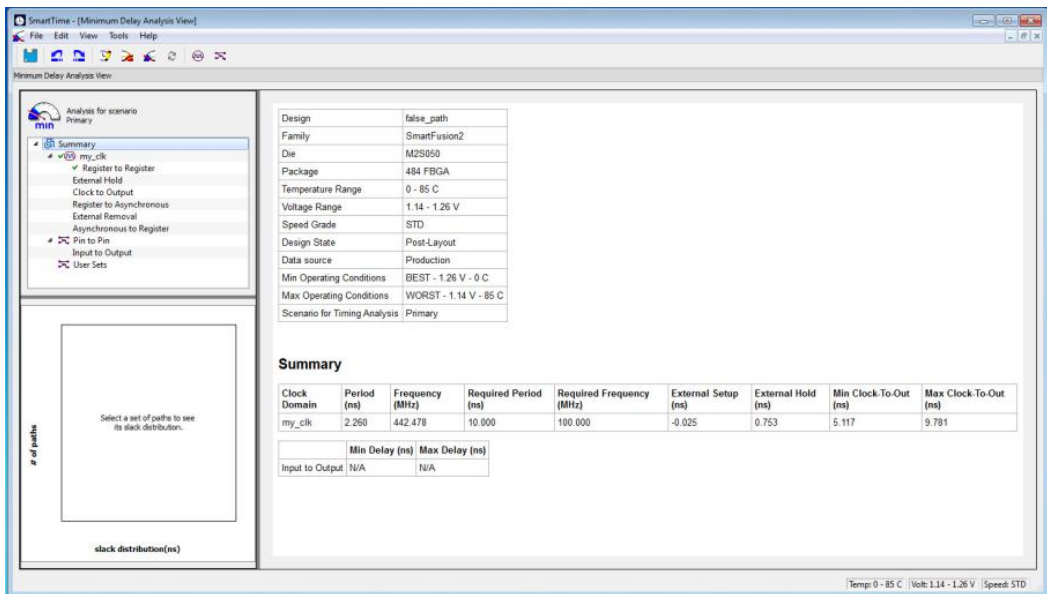 SmartTime - [Minimum Delay Analysis View]
File Edit View Tools Help
Minimum Delay Analysis View
Analysis for scenario
Primary
min
Summary
my_clk
Register to Register
External Hold
Clock to Output
Register to Asynchronous
External Removal
Asynchronous to Register
Pin to Pin
Input to Output
User Sets
# of paths
Select a set of paths to see
its slack distribution.
slack distribution(ns)
Design false_path
Family SmartFusion2
Die M2S050
Package 484 FBGA
Temperature Range 0 - 85 C
Voltage Range 1.14 - 1.26 V
Speed Grade STD
Design State Post-Layout
Data source Production
Min Operating Conditions BEST - 1.26 V - 0 C
Max Operating Conditions WORST - 1.14 V - 85 C
Scenario for Timing Analysis Primary
Summary
Clock Domain Period (ns) Frequency (MHz) Required Period (ns) Required Frequency (MHz) External Setup (ns) External Hold (ns) Min Clock-To-Out (ns) Max Clock-To-Out (ns)
my_clk 2.260 442.478 10.000 100.000 -0.025 0.753 5.117 9.781
Min Delay (ns) Max Delay (ns)
Input to Output N/A N/A
Temp: 0 - 85 C Volt: 1.14 - 1.26 V Speed: STD